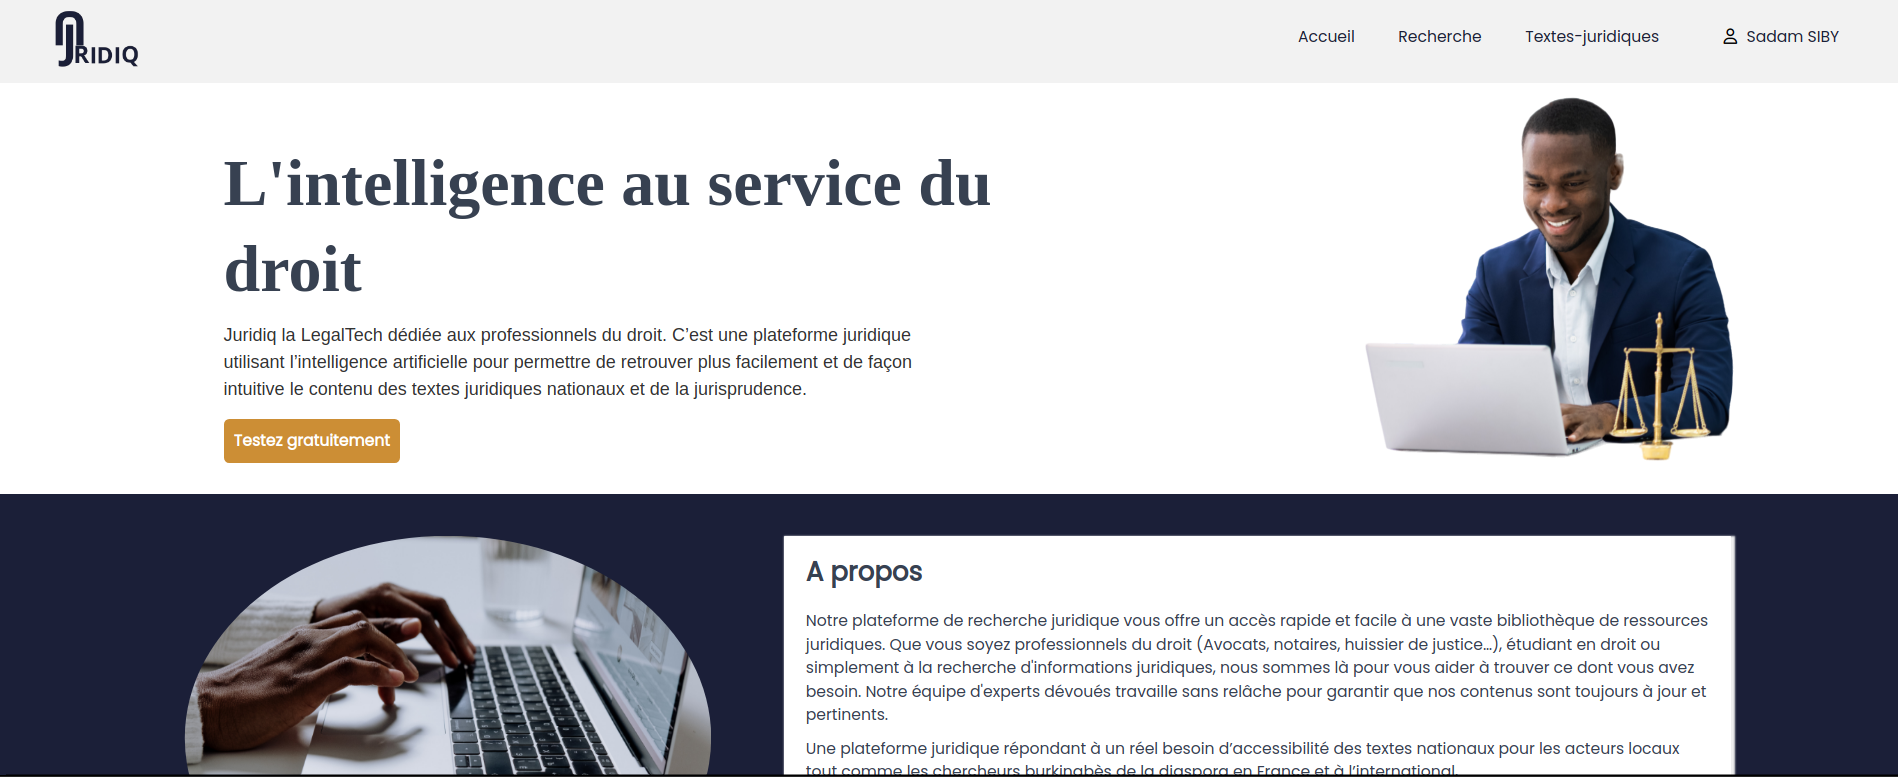 JRIDIQ
Accueil Recherche Textes-juridiques Sadam SIBY
L'intelligence au service du
droit
Juridiq la LegalTech dédiée aux professionnels du droit. C’est une plateforme juridique
utilisant l’intelligence artificielle pour permettre de retrouver plus facilement et de façon
intuitive le contenu des textes juridiques nationaux et de la jurisprudence.
Testez gratuitement
A propos
Notre plateforme de recherche juridique vous offre un accès rapide et facile à une vaste bibliothèque de ressources
juridiques. Que vous soyez professionnels du droit (Avocats, notaires, huissier de justice…), étudiant en droit ou
simplement à la recherche d'informations juridiques, nous sommes là pour vous aider à trouver ce dont vous avez
besoin. Notre équipe d'experts dévoués travaille sans relâche pour garantir que nos contenus sont toujours à jour et
pertinents.
Une plateforme juridique répondant à un réel besoin d’accessibilité des textes nationaux pour les acteurs locaux
tout comme les chercheurs burkinabès de la diaspora en France et à l’international.